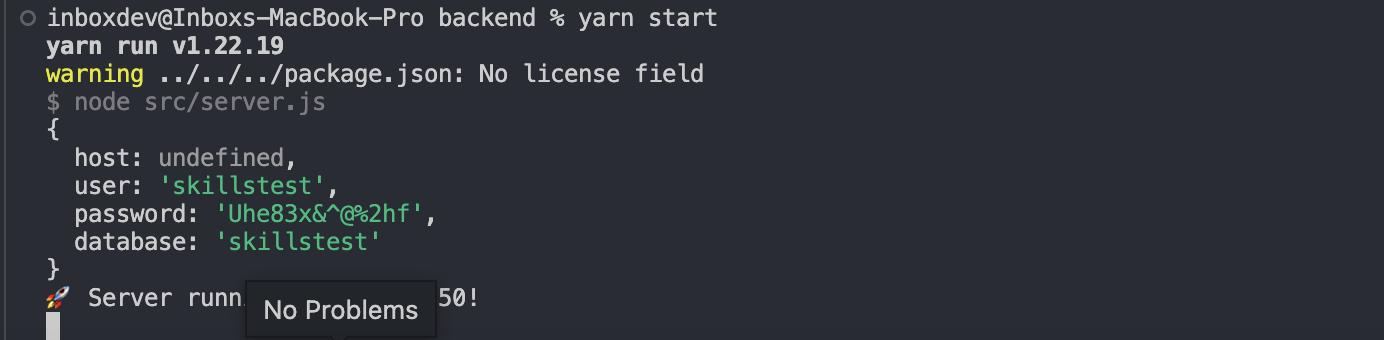 inboxdev@Inboxs-MacBook-Pro backend % yarn start
yarn run v1.22.19
warning ../../../package.json: No license field
$ node src/server.js
{
  host: undefined,
  user: 'skillstest',
  password: 'Uhe83x&^@%2hf',
  database: 'skillstest'
}
🚀 Server runn 50!
No Problems